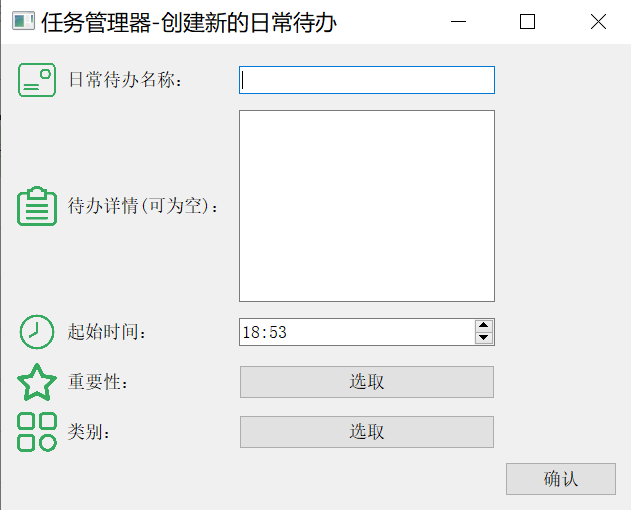 任务管理器-创建新的日常待办
日常待办名称：
待办详情(可为空)：
起始时间： 18:53
重要性： 选取
类别： 选取
确认